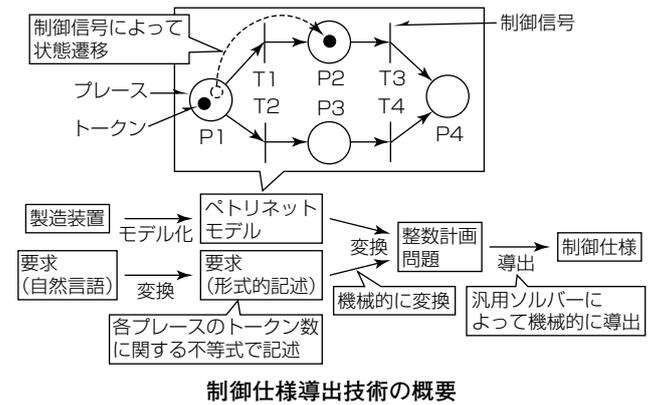 制御信号によって
状態遷移
制御信号
プレース
トークン
T1
P2
T3
T2
P3
T4
P1
P4
製造装置
モデル化
ペトリネット
モデル
変換
整数計画
問題
導出
制御仕様
要求
（自然言語）
変換
要求
（形式的記述）
機械的に変換
汎用ソルバーに
よって機械的に導出
各プレースのトークン数
に関する不等式で記述
制御仕様導出技術の概要